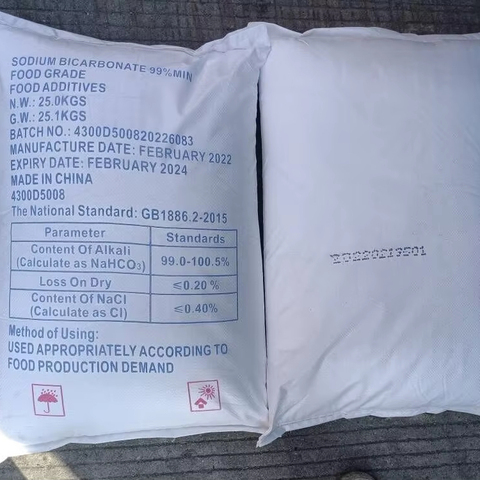 SODIUM BICARBONATE 99%MIN
FOOD GRADE
FOOD ADDITIVES
N.W.: 25.0KGS
G.W.: 25.1KGS
BATCH NO.: 4300D500820226083
MANUFACTURE DATE: FEBRUARY 2022
EXPIRY DATE: FEBRUARY 2024
MADE IN CHINA
4300D5008
The National Standard: GB1886.2-2015
Parameter Standards
Content Of Alkali
(Calculate as NaHCO₃) 99.0-100.5%
Loss On Dry ≤0.20%
Content Of NaCl
(Calculate as Cl) ≤0.40%
Method of Using:
USED APPROPRIATELY ACCORDING TO
FOOD PRODUCTION DEMAND